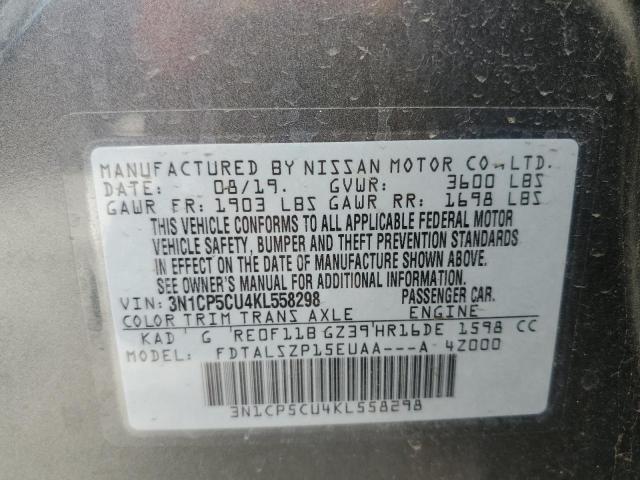 MANUFACTURED BY NISSAN MOTOR CO.,LTD.
DATE: 08/19. GVWR: 3600 LBS
GAWR FR: 1903 LBS GAWR RR: 1698 LBS
THIS VEHICLE CONFORMS TO ALL APPLICABLE FEDERAL MOTOR
VEHICLE SAFETY, BUMPER AND THEFT PREVENTION STANDARDS
IN EFFECT ON THE DATE OF MANUFACTURE SHOWN ABOVE.
SEE OWNER'S MANUAL FOR ADDITIONAL INFORMATION.
VIN: 3N1CP5CU4KL558298 PASSENGER CAR.
COLOR TRIM TRANS AXLE ENGINE
KAD G RE0F11B GZ39 HR16DE 1598 CC
MODEL: FDTALSZP15EUAA---A 4Z000
3N1CP5CU4KL558298